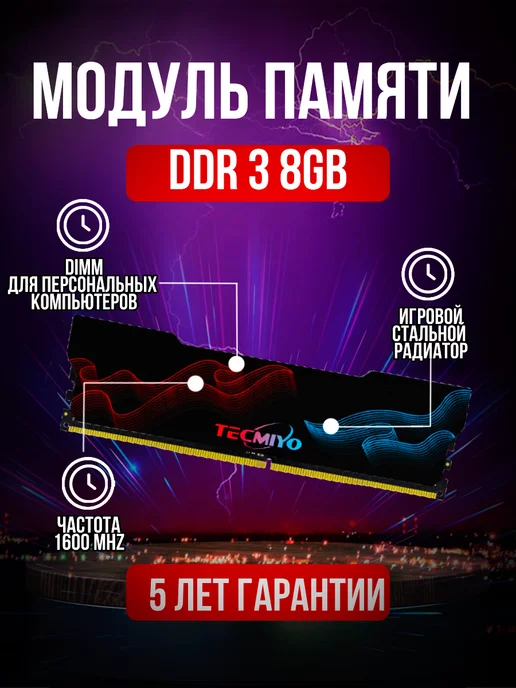 МОДУЛЬ ПАМЯТИ
DDR 3 8GB
DIMM
ДЛЯ ПЕРСОНАЛЬНЫХ
КОМПЬЮТЕРОВ
ИГРОВОЙ
СТАЛЬНОЙ
РАДИАТОР
TECMIYO
ЧАСТОТА
1600 MHZ
5 ЛЕТ ГАРАНТИИ